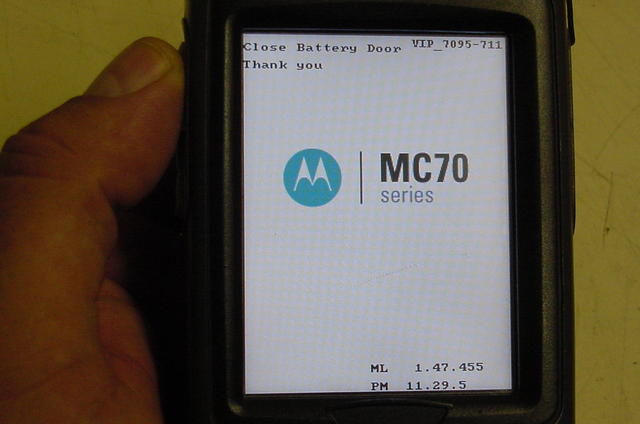 Close Battery Door VIP_7095-711
Thank you
MC70
series
ML 1.47.455
PM 11.29.5